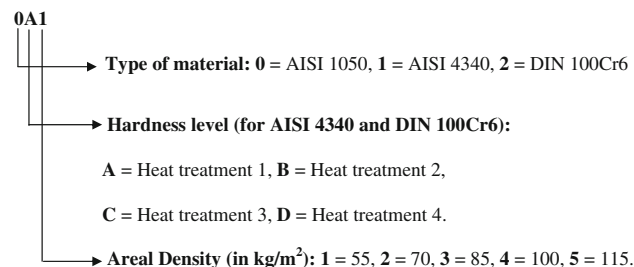 0A1
Type of material: 0 = AISI 1050, 1 = AISI 4340, 2 = DIN 100Cr6
Hardness level (for AISI 4340 and DIN 100Cr6):
A = Heat treatment 1, B = Heat treatment 2,
C = Heat treatment 3, D = Heat treatment 4.
Areal Density (in kg/m²): 1 = 55, 2 = 70, 3 = 85, 4 = 100, 5 = 115.